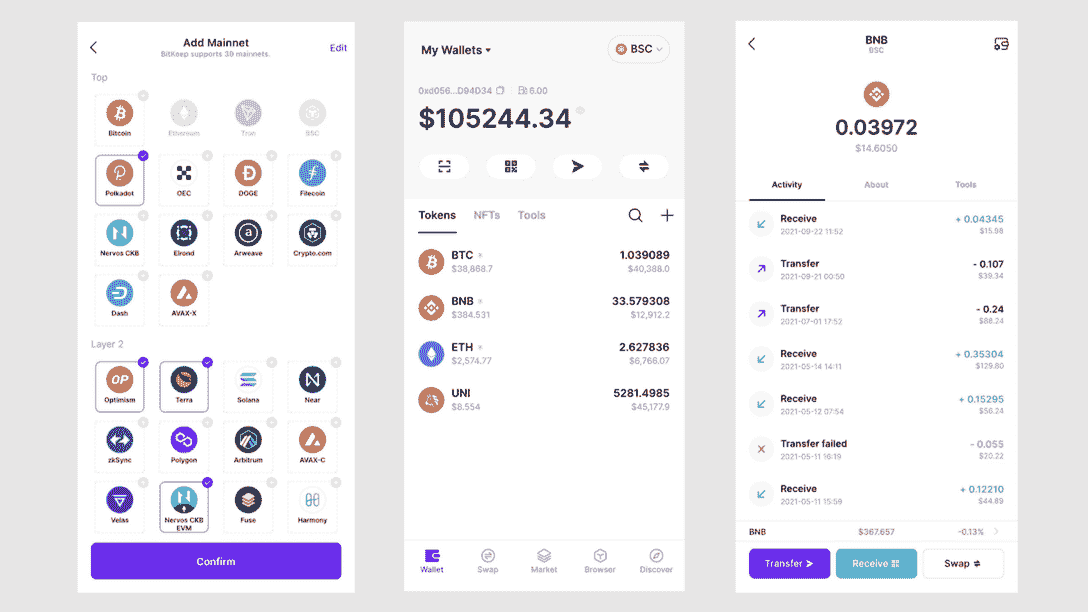 Add Mainnet
BitKeep supports 39 mainnets.
Edit
Top
Bitcoin
Ethereum
Tron
BSC
Polkadot
OEC
DOGE
Filecoin
Nervos CKB
Elrond
Arweave
Crypto.com
Dash
AVAX-X
Layer 2
OP
Optimism
Terra
Solana
Near
zkSync
Polygon
Arbitrum
AVAX-C
Velas
Nervos CKB
EVM
Fuse
Harmony
Confirm
My Wallets
BSC
0xd056...D94D34
6.00
$105244.34
Tokens NFTs Tools
BTC 1.039089
$38,868.7 $40,388.0
BNB 33.579308
$384.531 $12,912.2
ETH 2.627836
$2,574.77 $6,766.07
UNI 5281.4985
$8.554 $45,177.9
Wallet Swap Market Browser Discover
BNB
BSC
0.03972
$14.6050
Activity About Tools
Receive + 0.04345
2021-09-22 11:52 $15.98
Transfer - 0.107
2021-09-21 00:50 $39.34
Transfer - 0.24
2021-07-01 17:52 $88.24
Receive + 0.35304
2021-05-14 14:11 $129.80
Receive + 0.15295
2021-05-12 07:54 $56.24
Transfer failed - 0.055
2021-05-11 16:19 $20.22
Receive + 0.12210
2021-05-11 15:59 $44.89
BNB $367.657 -0.13%
Transfer Receive Swap